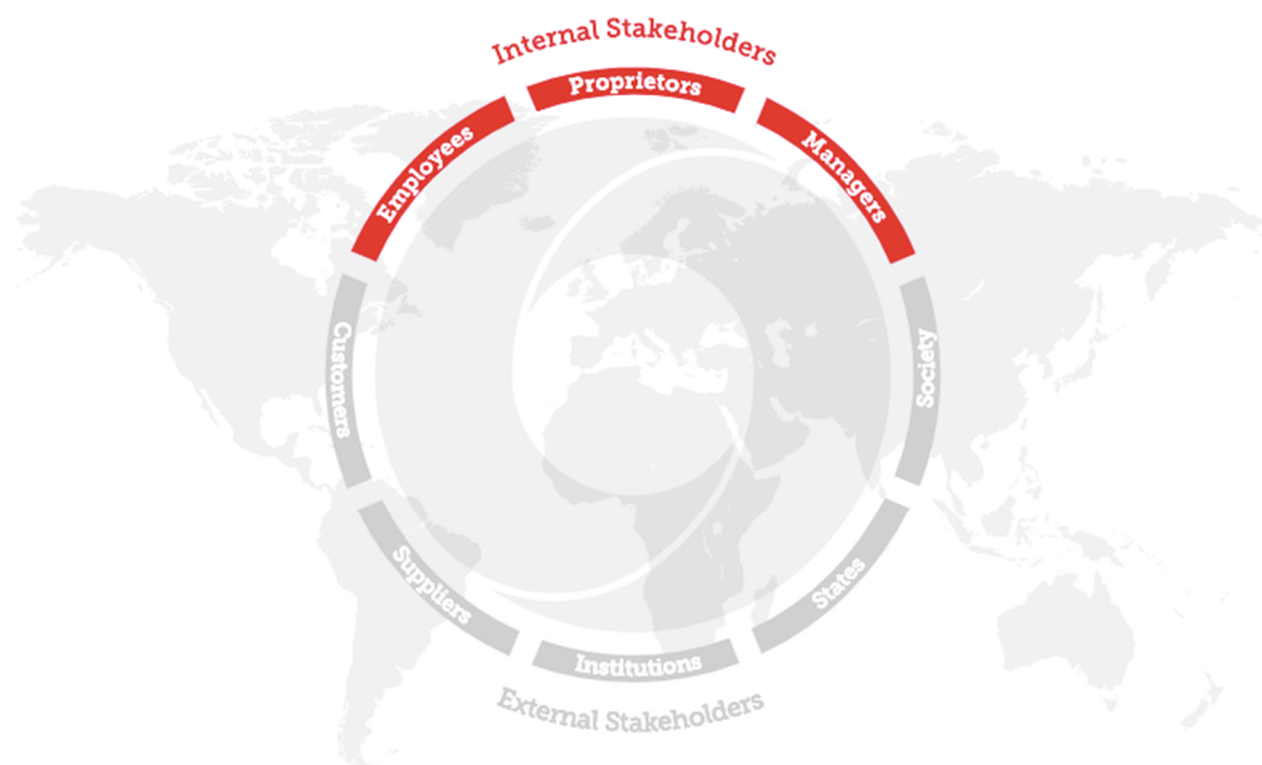 Internal Stakeholders
Proprietors
Employees
Managers
Customers
Society
Suppliers
States
Institutions
External Stakeholders